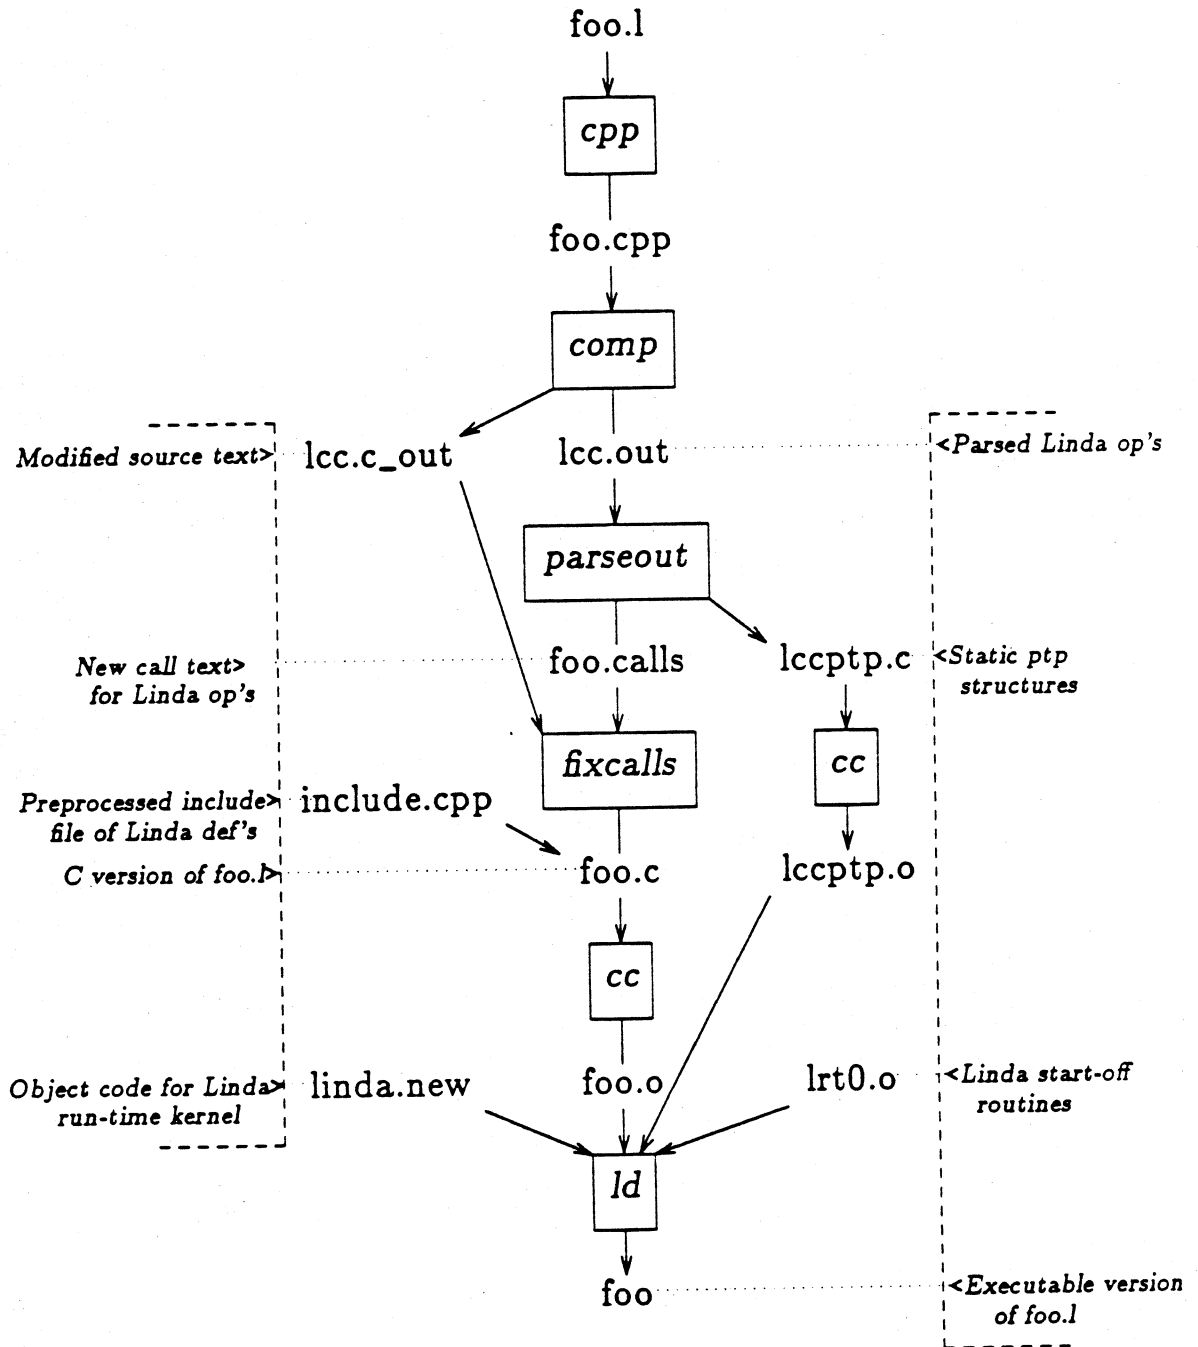 foo.l
cpp
foo.cpp
comp
Modified source text>
lcc.c_out
lcc.out
<Parsed Linda op's
parseout
New call text>
for Linda op's
foo.calls
lccptp.c
<Static ptp
structures
fixcalls
cc
Preprocessed include>
file of Linda def's
include.cpp
C version of foo.l>
foo.c
lccptp.o
cc
Object code for Linda>
run-time kernel
linda.new
foo.o
lrt0.o
<Linda start-off
routines
ld
foo
<Executable version
of foo.l